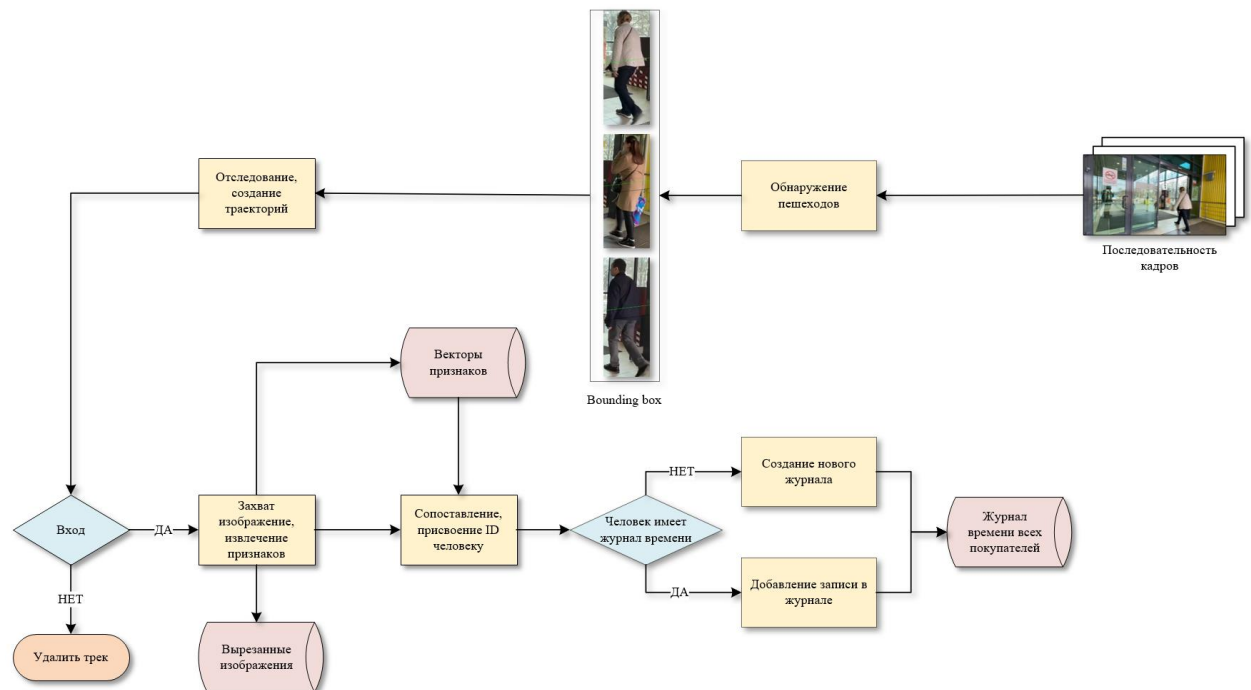 Отследование,
создание
траекторий
Обнаружение
пешеходов
Последовательность
кадров
Bounding box
Векторы
признаков
Вход
ДА
Захват
изображение,
извлечение
признаков
Сопоставление,
присвоение ID
человеку
Человек имеет
журнал времени
НЕТ
Создание нового
журнала
ДА
Добавление записи в
журнале
Журнал
времени всех
покупателей
НЕТ
Удалить трек
Вырезанные
изображения